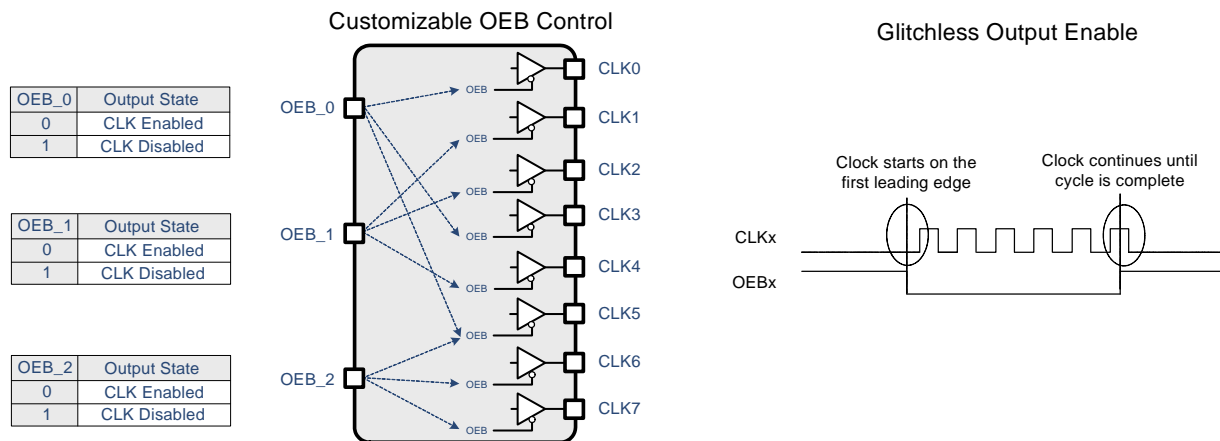 Customizable OEB Control
Glitchless Output Enable
OEB_0 Output State
0 CLK Enabled
1 CLK Disabled
OEB_1 Output State
0 CLK Enabled
1 CLK Disabled
OEB_2 Output State
0 CLK Enabled
1 CLK Disabled
OEB_0
OEB_1
OEB_2
OEB
OEB
OEB
OEB
OEB
OEB
OEB
OEB
CLK0
CLK1
CLK2
CLK3
CLK4
CLK5
CLK6
CLK7
Clock starts on the
first leading edge
Clock continues until
cycle is complete
CLKx
OEBx